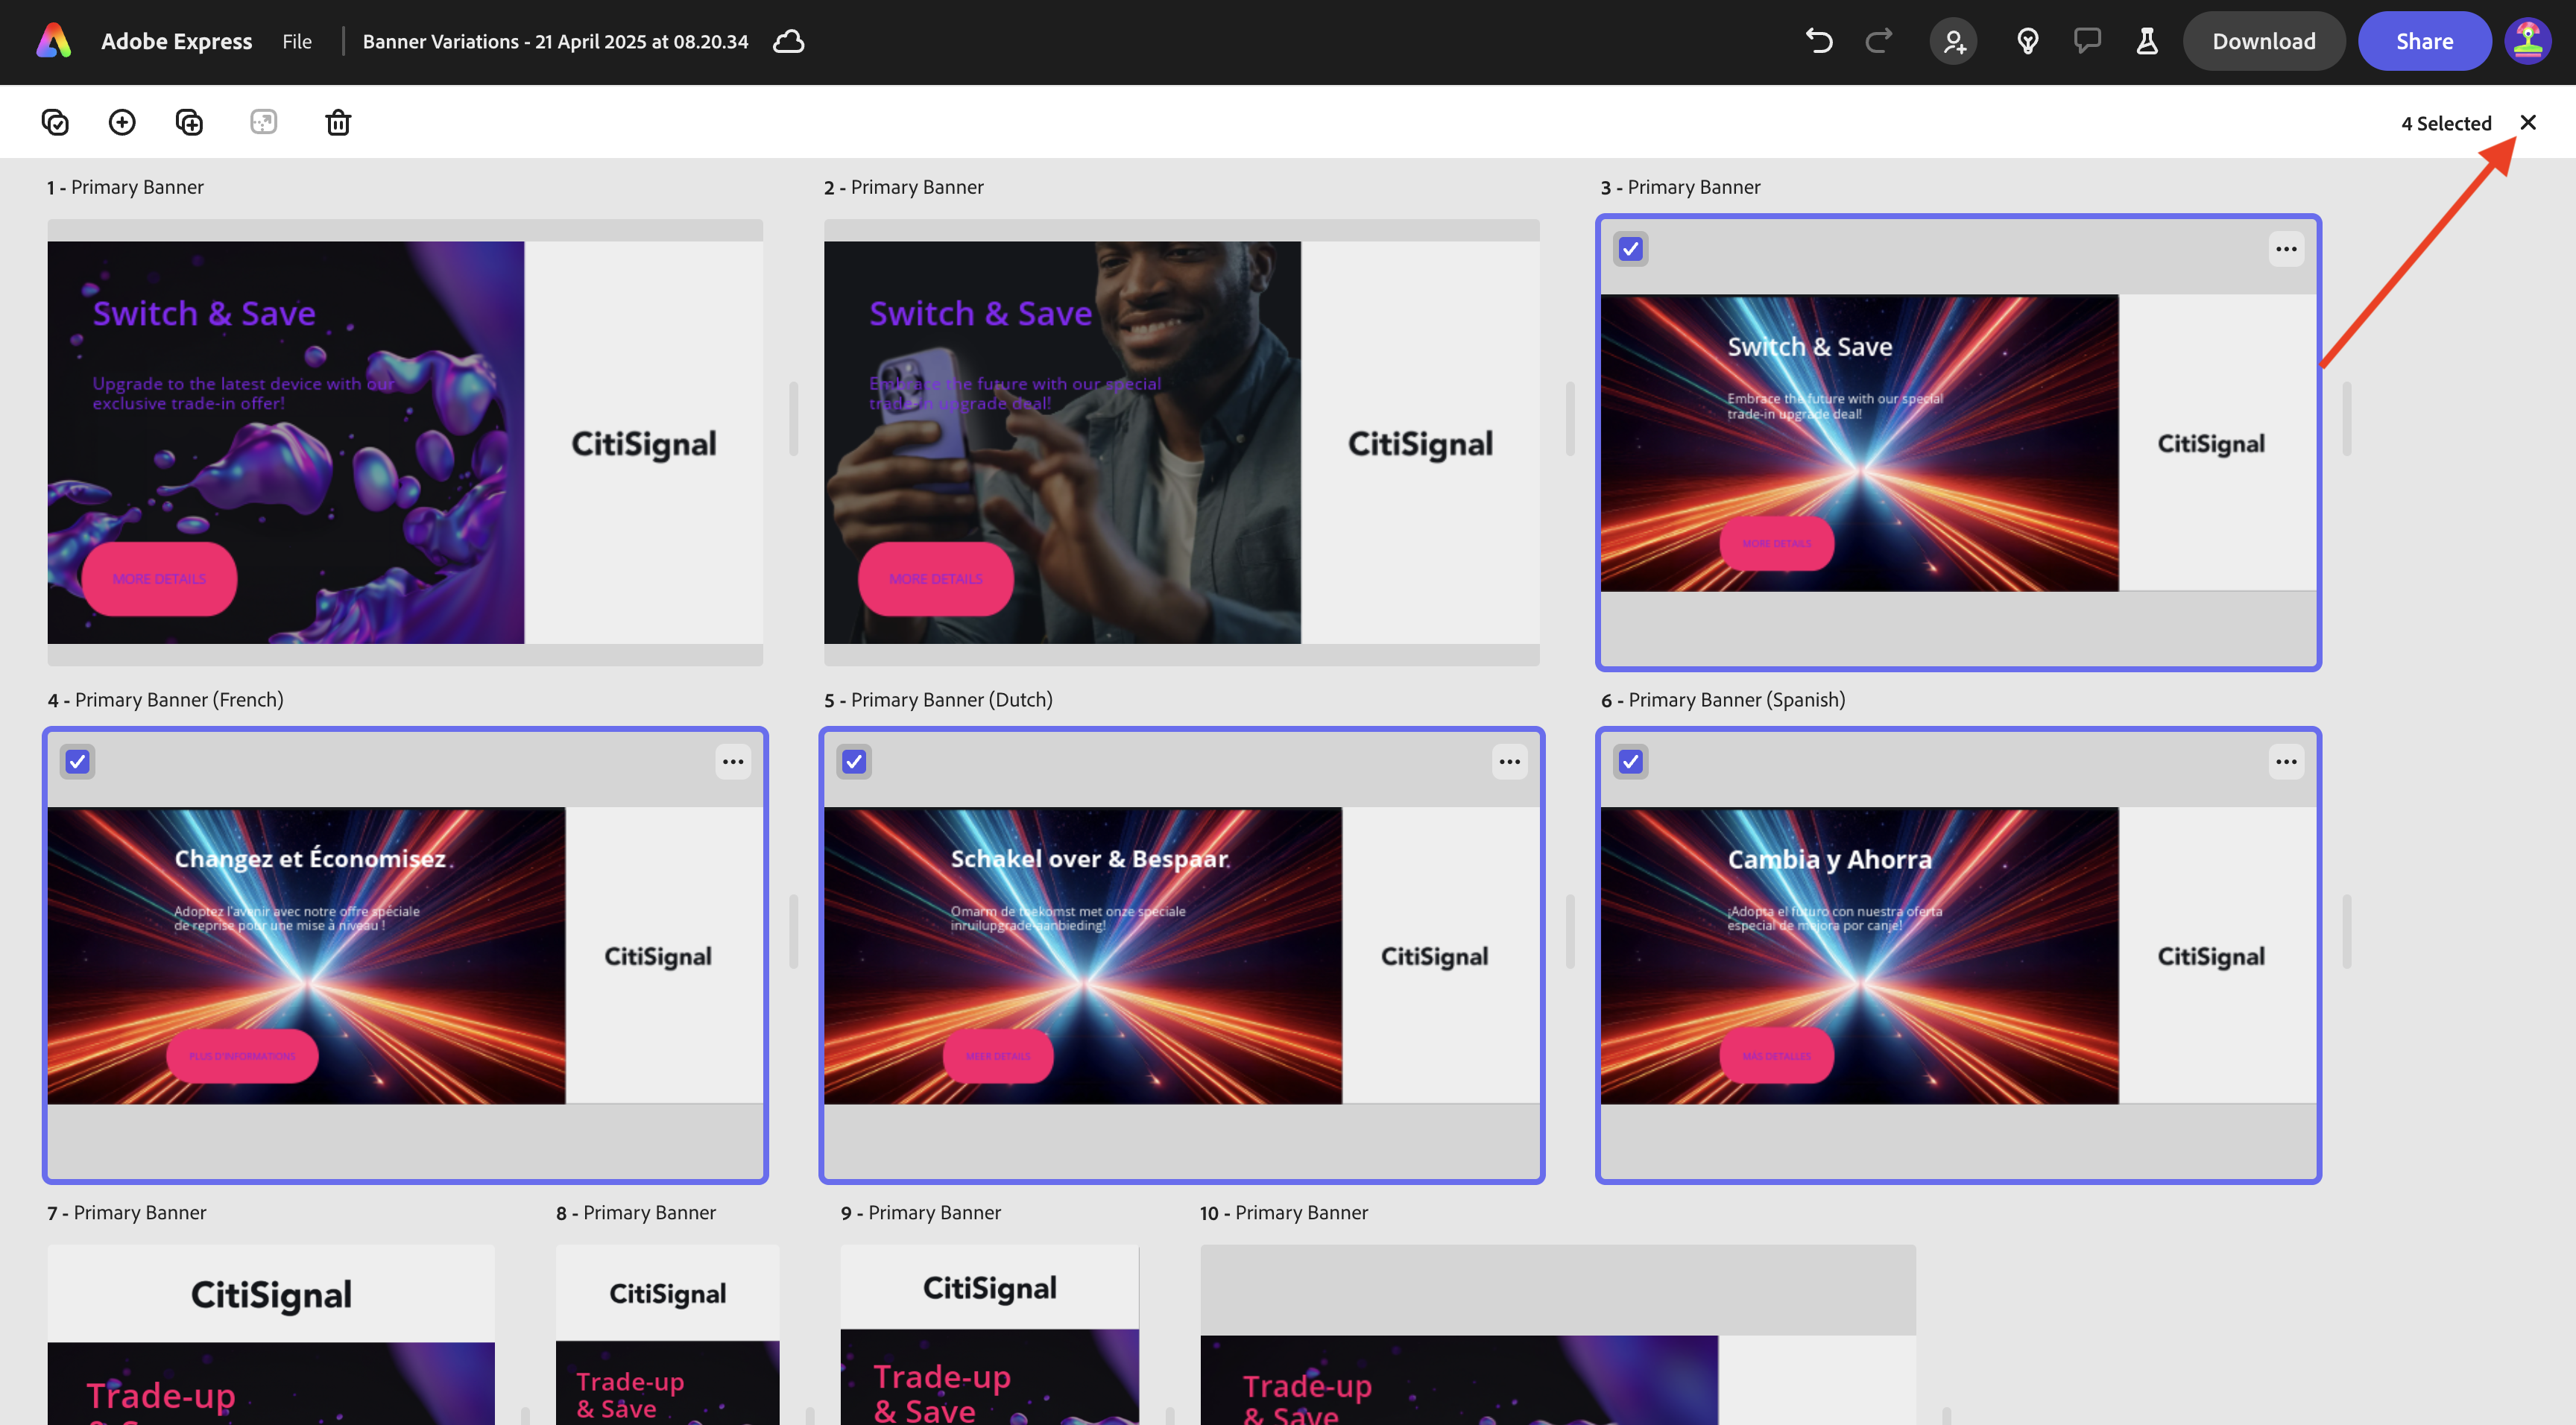 Adobe Express File Banner Variations - 21 April 2025 at 08.20.34 Download Share
4 Selected
1 - Primary Banner
2 - Primary Banner
3 - Primary Banner
Switch & Save
Upgrade to the latest device with our
exclusive trade-in offer!
MORE DETAILS
CitiSignal
Switch & Save
Embrace the future with our special
trade-in upgrade deal!
MORE DETAILS
CitiSignal
Switch & Save
Embrace the future with our special
trade-in upgrade deal!
MORE DETAILS
CitiSignal
4 - Primary Banner (French)
5 - Primary Banner (Dutch)
6 - Primary Banner (Spanish)
Changez et Économisez
Adoptez l'avenir avec notre offre spéciale
de reprise pour une mise à niveau !
PLUS D'INFORMATIONS
CitiSignal
Schakel over & Bespaar
Omarm de toekomst met onze speciale
inruilupgrade-aanbieding!
MEER DETAILS
CitiSignal
Cambia y Ahorra
¡Adopta el futuro con nuestra oferta
especial de mejora por canje!
MÁS DETALLES
CitiSignal
7 - Primary Banner
8 - Primary Banner
9 - Primary Banner
10 - Primary Banner
CitiSignal
Trade-up
& Save
CitiSignal
Trade-up
& Save
CitiSignal
Trade-up
& Save
Trade-up
& Save